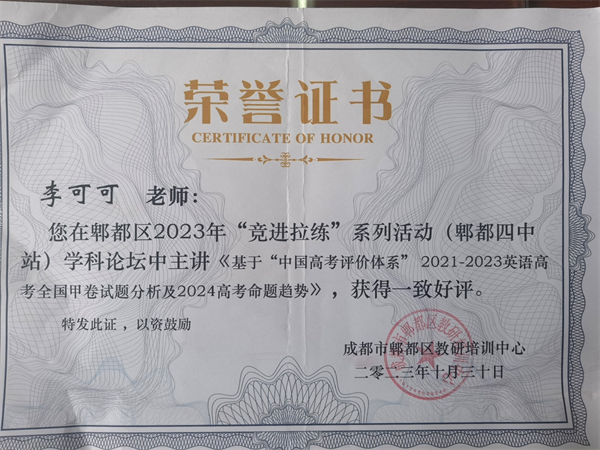 荣誉证书
CERTIFICATE OF HONOR
李可可 老师：
您在郫都区2023年“竞进拉练”系列活动（郫都四中
站）学科论坛中主讲《基于“中国高考评价体系” 2021-2023英语高
考全国甲卷试题分析及2024高考命题趋势》，获得一致好评。
特发此证，以资鼓励
成都市郫都区教研培训中心
二零二三年十月三十日